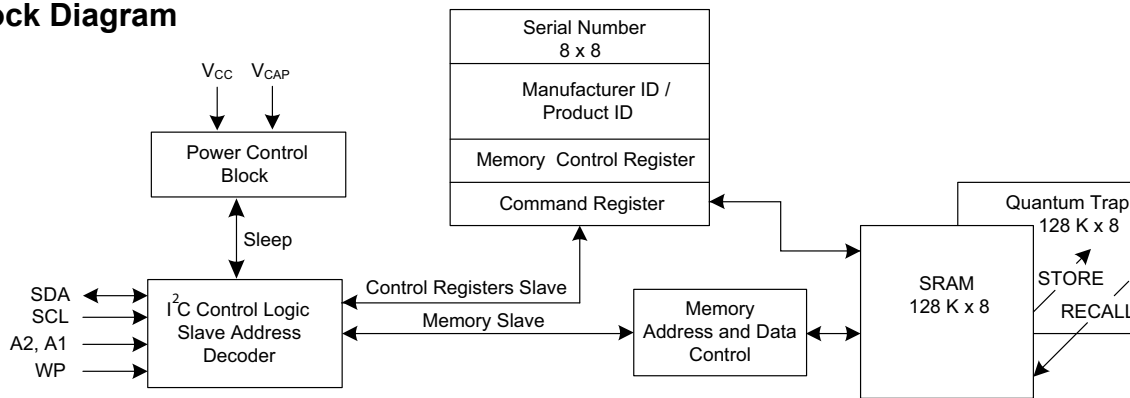 ock Diagram
Serial Number
8 x 8
Manufacturer ID /
Product ID
Memory Control Register
Command Register
VCC VCAP
Power Control
Block
Sleep
Quantum Trap
128 K x 8
SRAM
128 K x 8
STORE
RECALL
SDA
SCL
A2, A1
WP
I2C Control Logic
Slave Address
Decoder
Control Registers Slave
Memory Slave
Memory
Address and Data
Control